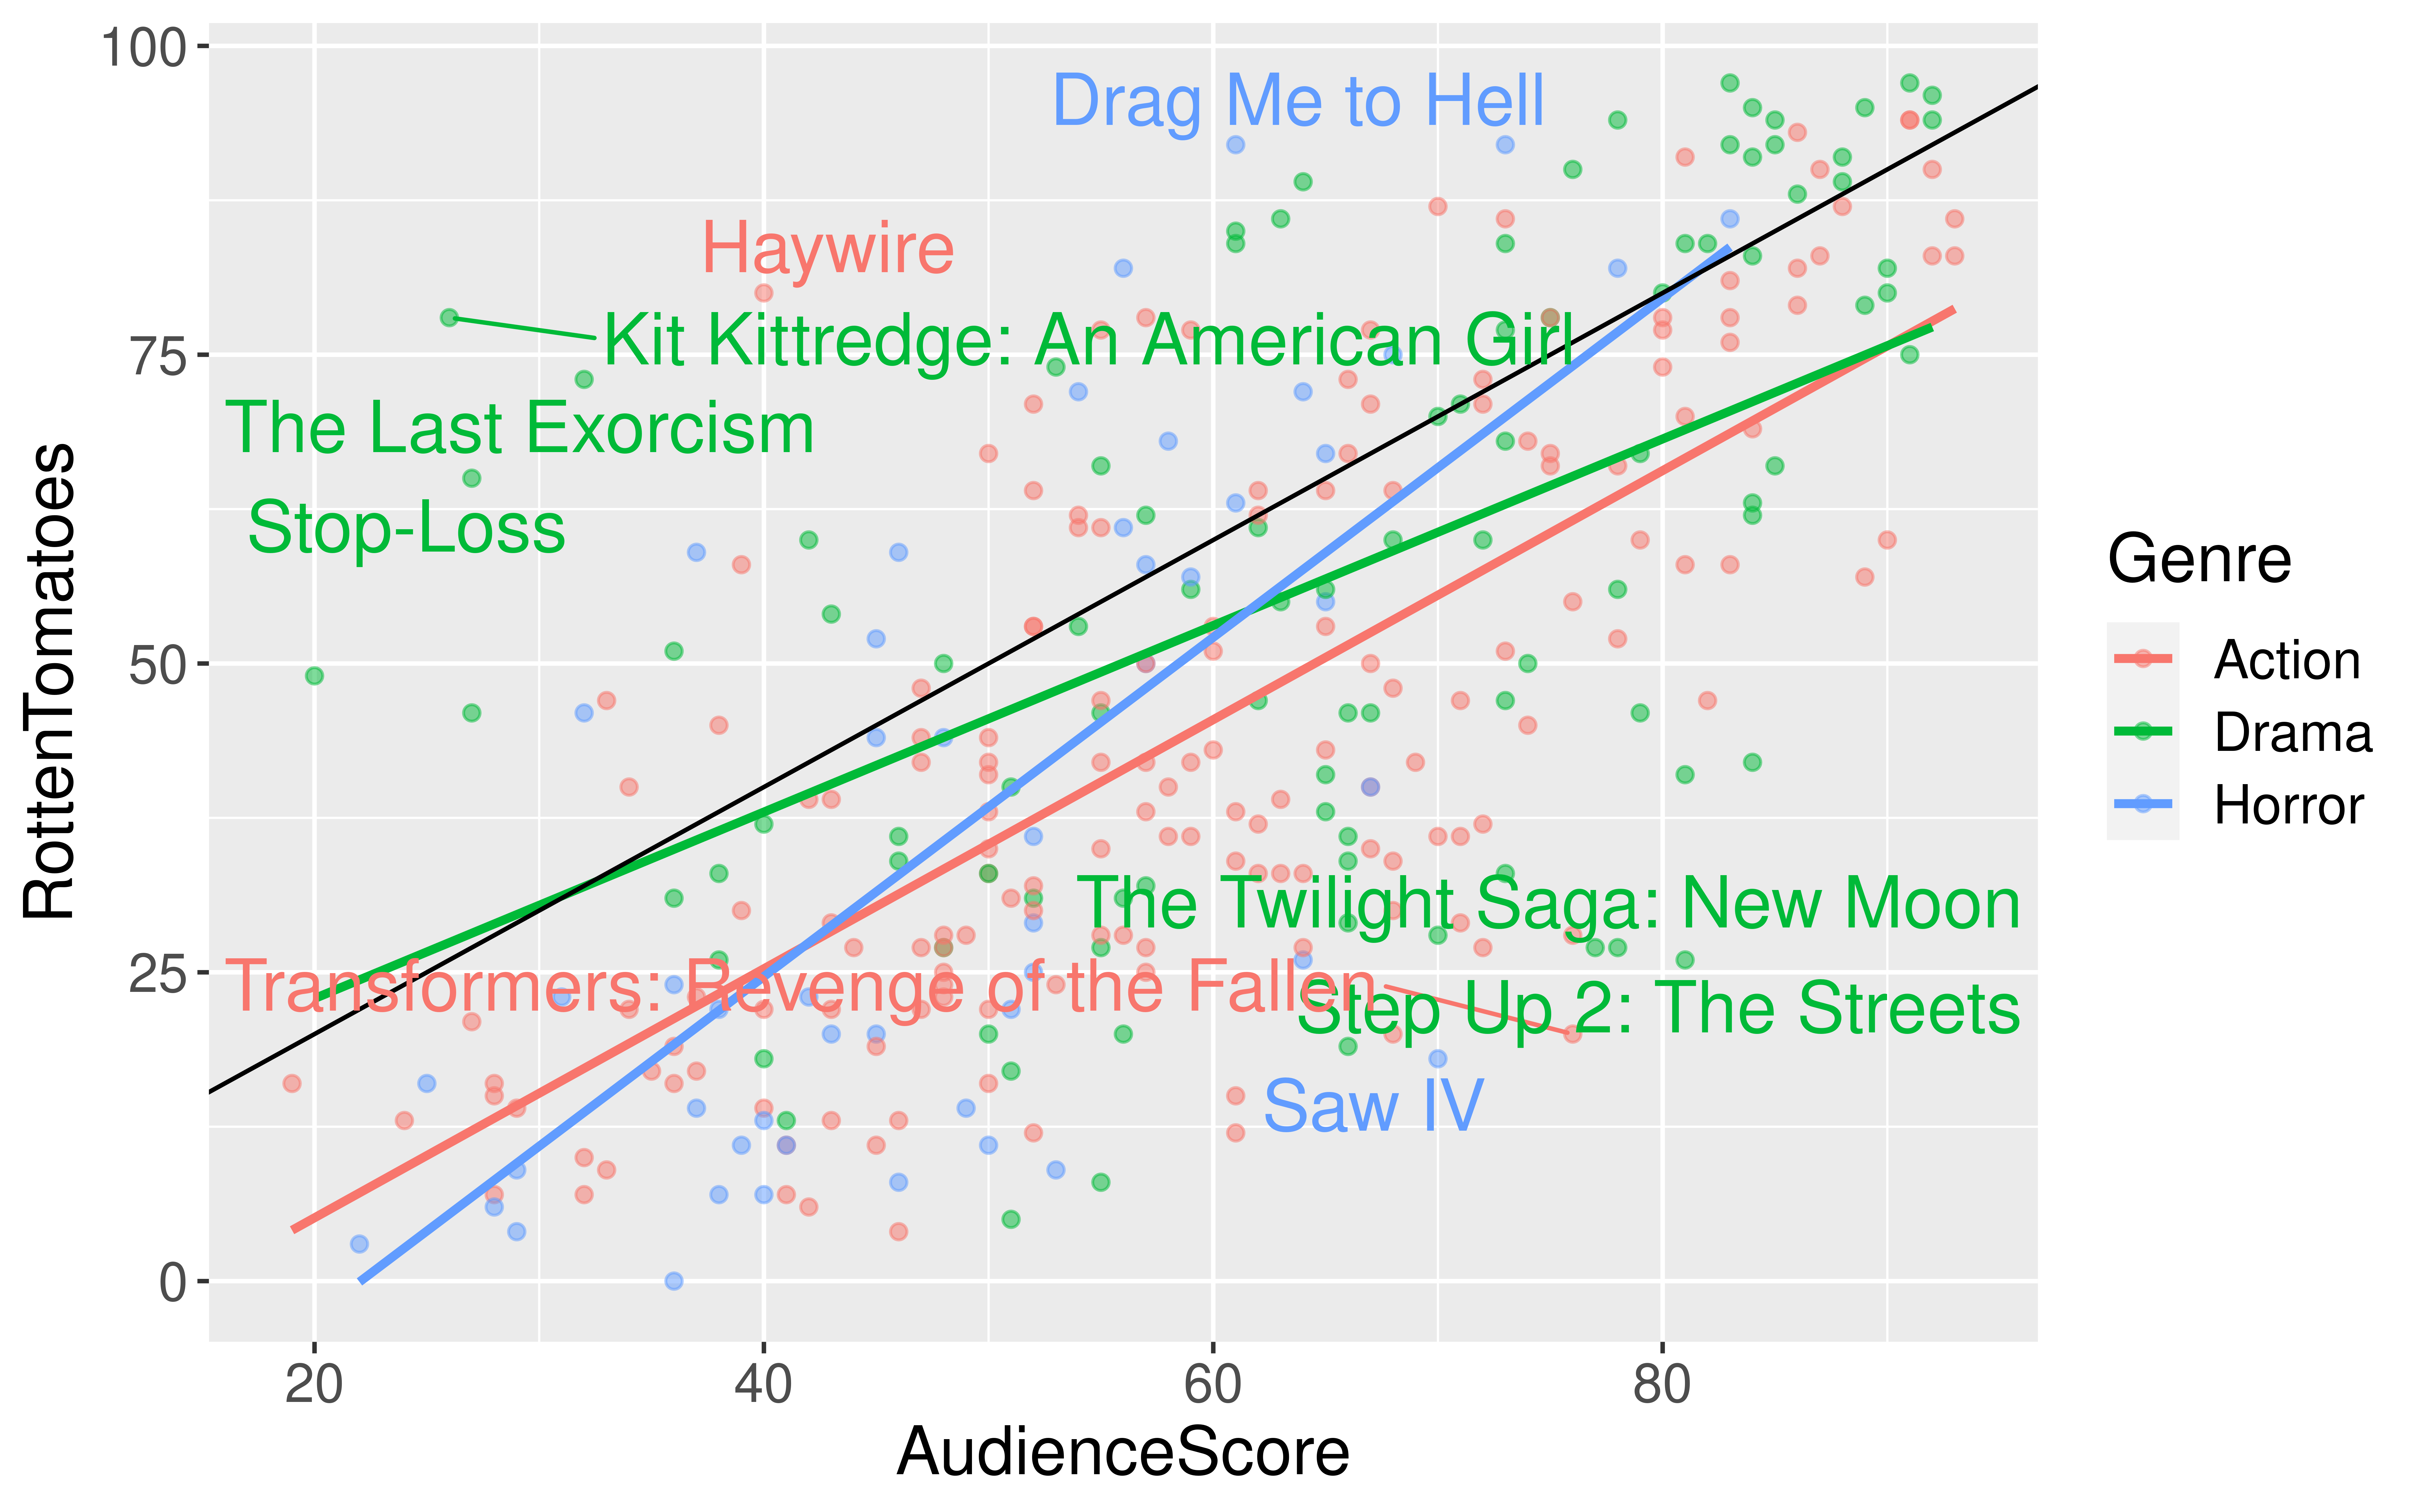 100
Drag Me to Hell
Haywire
Kit Kittredge: An American Girl
75
The Last Exorcism
Stop-Loss
RottenTomatoes
Genre
Action
Drama
Horror
50
The Twilight Saga: New Moon
25
Transformers: Revenge of the Fallen
Step Up 2: The Streets
Saw IV
0
20
40
60
80
AudienceScore